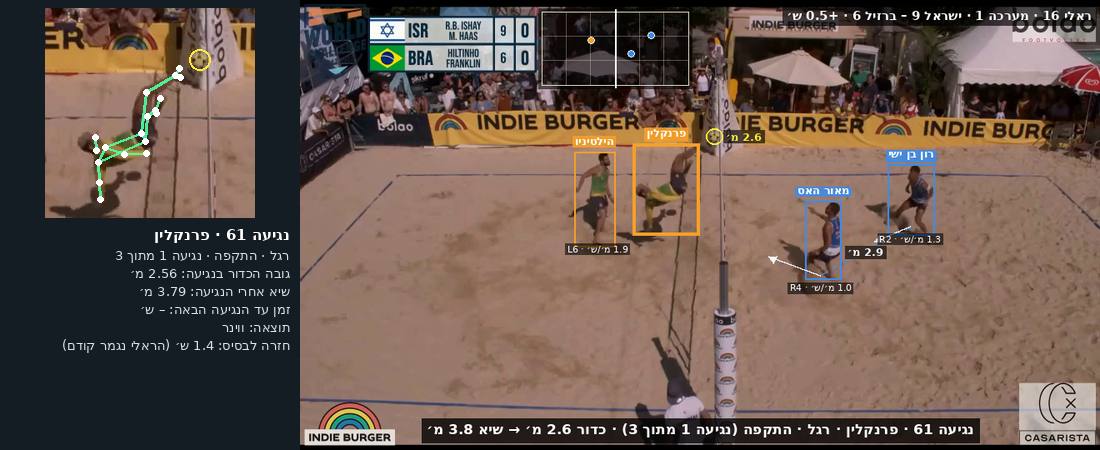 ראלי 16 · מערכה 1 · ישראל 9 – ברזיל 6 · +0.5 ש׳
WORLD
ISR R.B. ISHAY M. HAAS 9 0
BRA HILTINHO FRANKLIN 6 0
INDIE BURGER
bolao
FOOTVOLLEY
bolao
CASARISTA
INDIE BURGER
INDIE BURGER
2.6 מ׳
הילטיניו
פרנקלין
רון בן ישי
מאור האס
L6 · 1.9 מ׳/ש׳
R2 · 1.3 מ׳/ש׳
2.9 מ׳
R4 · 1.0 מ׳/ש׳
נגיעה 61 · פרנקלין
רגל · התקפה · נגיעה 1 מתוך 3
גובה הכדור בנגיעה: 2.56 מ׳
שיא אחרי הנגיעה: 3.79 מ׳
זמן עד הנגיעה הבאה: – ש׳
תוצאה: ווינר
חזרה לבסיס: 1.4 ש׳ (הראלי נגמר קודם)
נגיעה 61 · פרנקלין · רגל · התקפה (נגיעה 1 מתוך 3) · כדור 2.6 מ׳ → שיא 3.8 מ׳
INDIE BURGER
CASARISTA